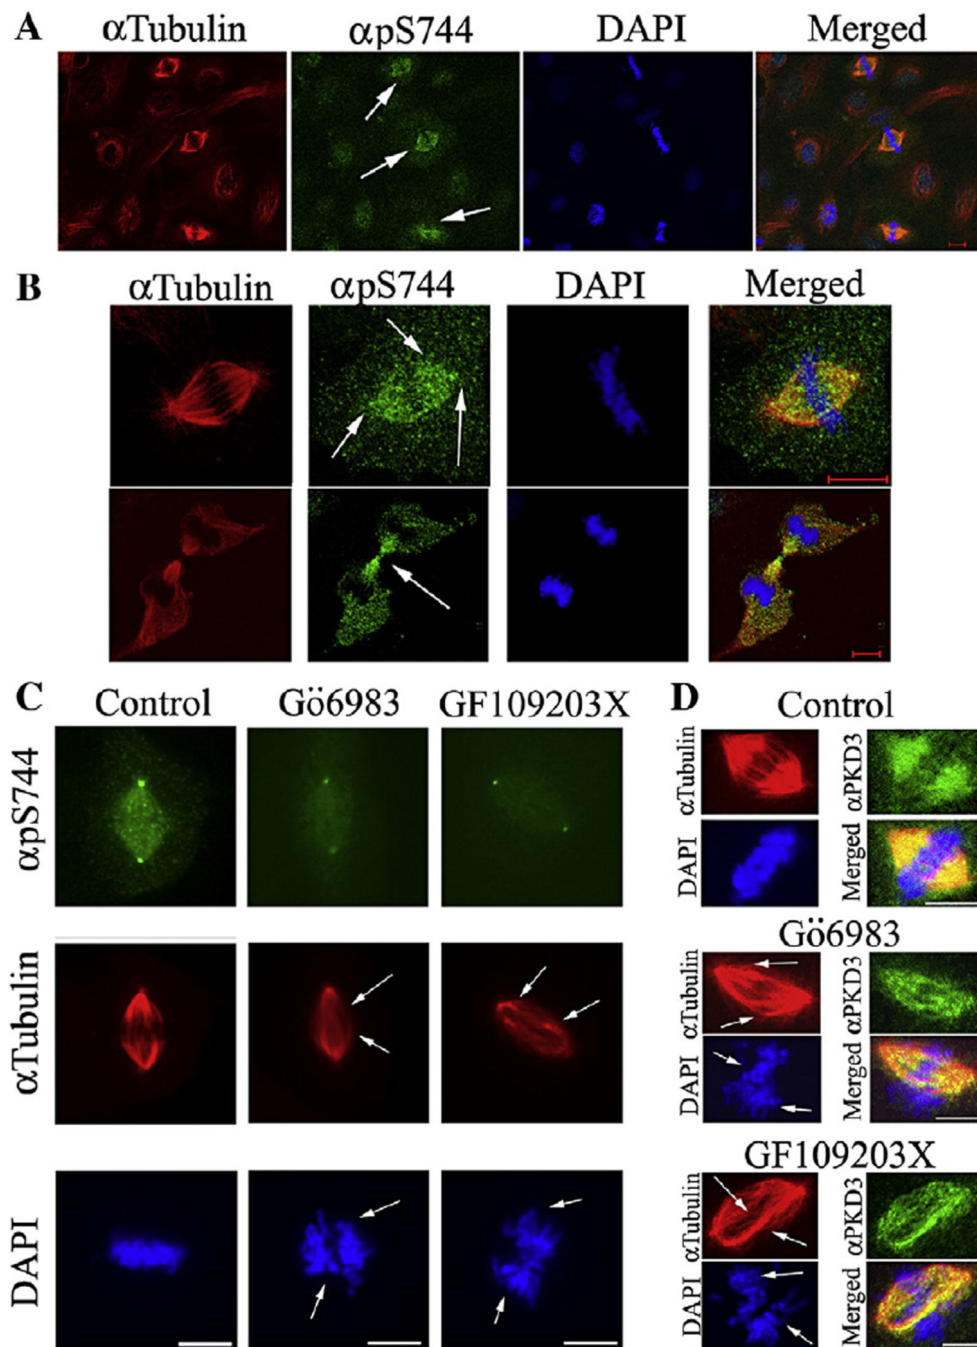 A
αTubulin αpS744 DAPI Merged
B
αTubulin αpS744 DAPI Merged
C
Control Gö6983 GF109203X
αpS744
αTubulin
DAPI
D
Control
αTubulin αPKD3
DAPI Merged
Gö6983
αTubulin αPKD3
DAPI Merged
GF109203X
αTubulin αPKD3
DAPI Merged